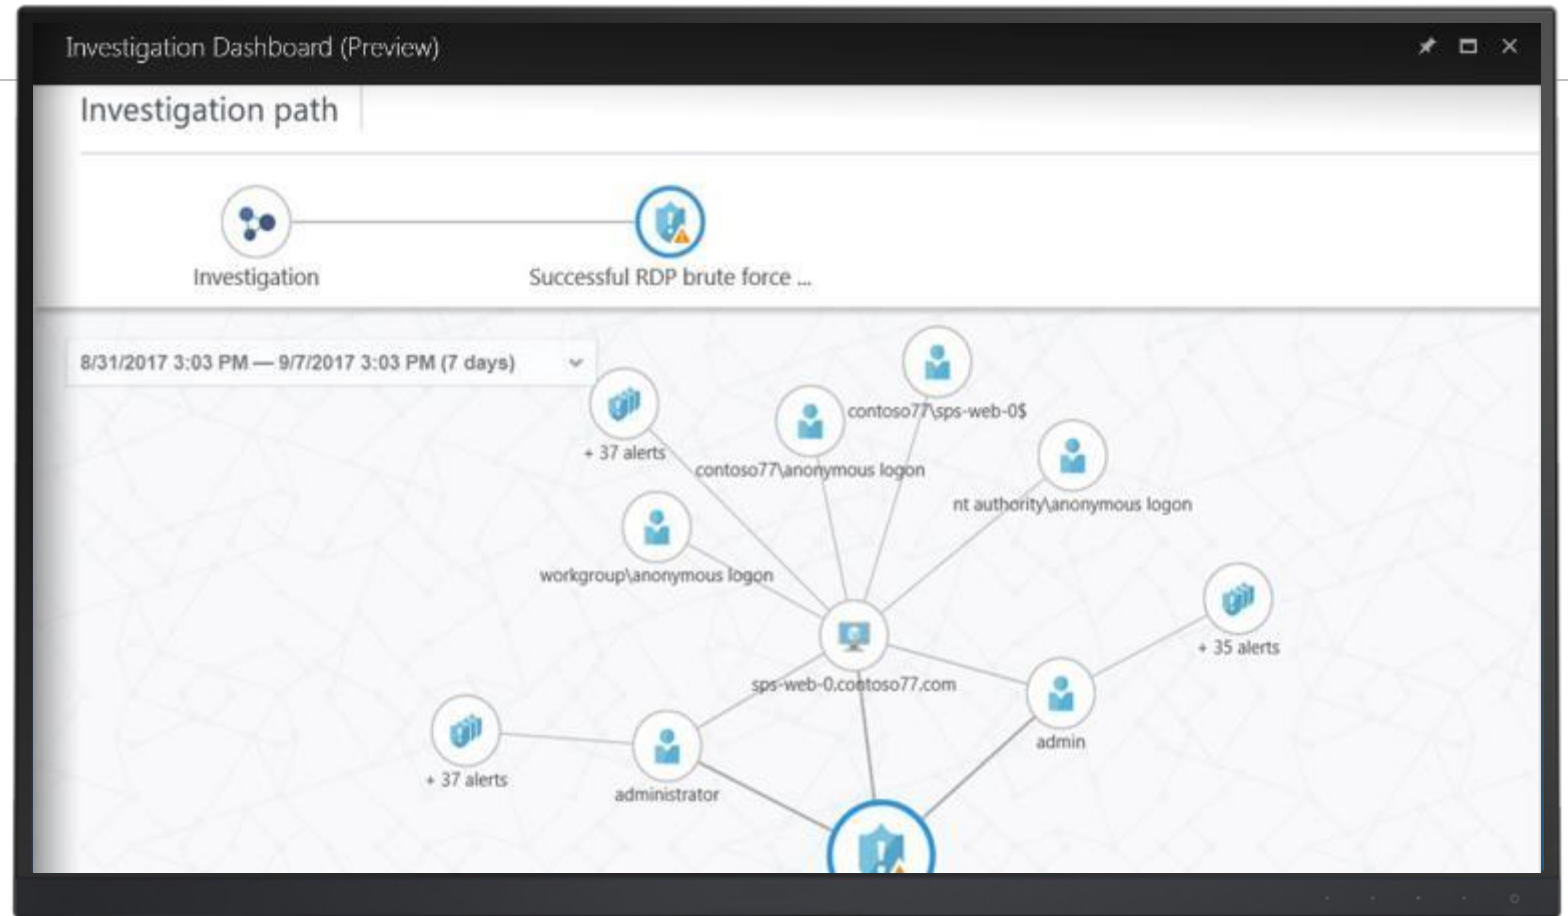 Investigation Dashboard (Preview)
Investigation path
Investigation
Successful RDP brute force ...
8/31/2017 3:03 PM — 9/7/2017 3:03 PM (7 days)
contoso77\sps-web-0$
+ 37 alerts
contoso77\anonymous logon
nt authority\anonymous logon
workgroup\anonymous logon
+ 35 alerts
sps-web-0.contoso77.com
admin
+ 37 alerts
administrator